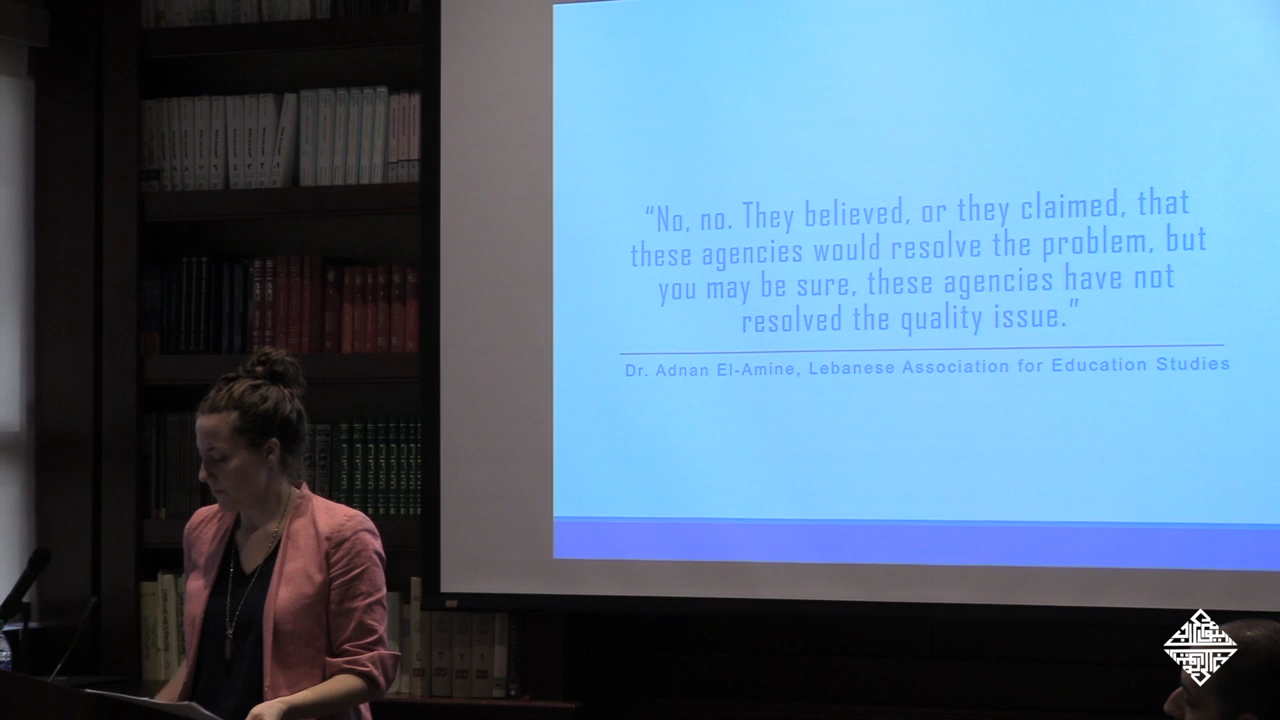 “No, no. They believed, or they claimed, that
these agencies would resolve the problem, but
you may be sure, these agencies have not
resolved the quality issue.”
Dr. Adnan El-Amine, Lebanese Association for Education Studies